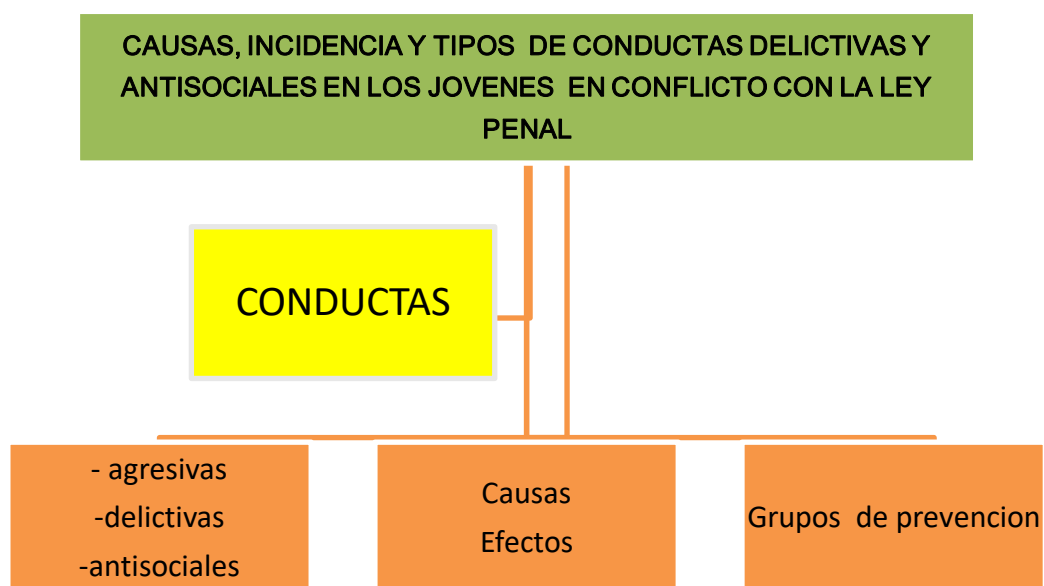 CAUSAS, INCIDENCIA Y TIPOS DE CONDUCTAS DELICTIVAS Y
ANTISOCIALES EN LOS JOVENES EN CONFLICTO CON LA LEY
PENAL
CONDUCTAS
- agresivas
-delictivas
-antisociales
Causas
Efectos
Grupos de prevencion